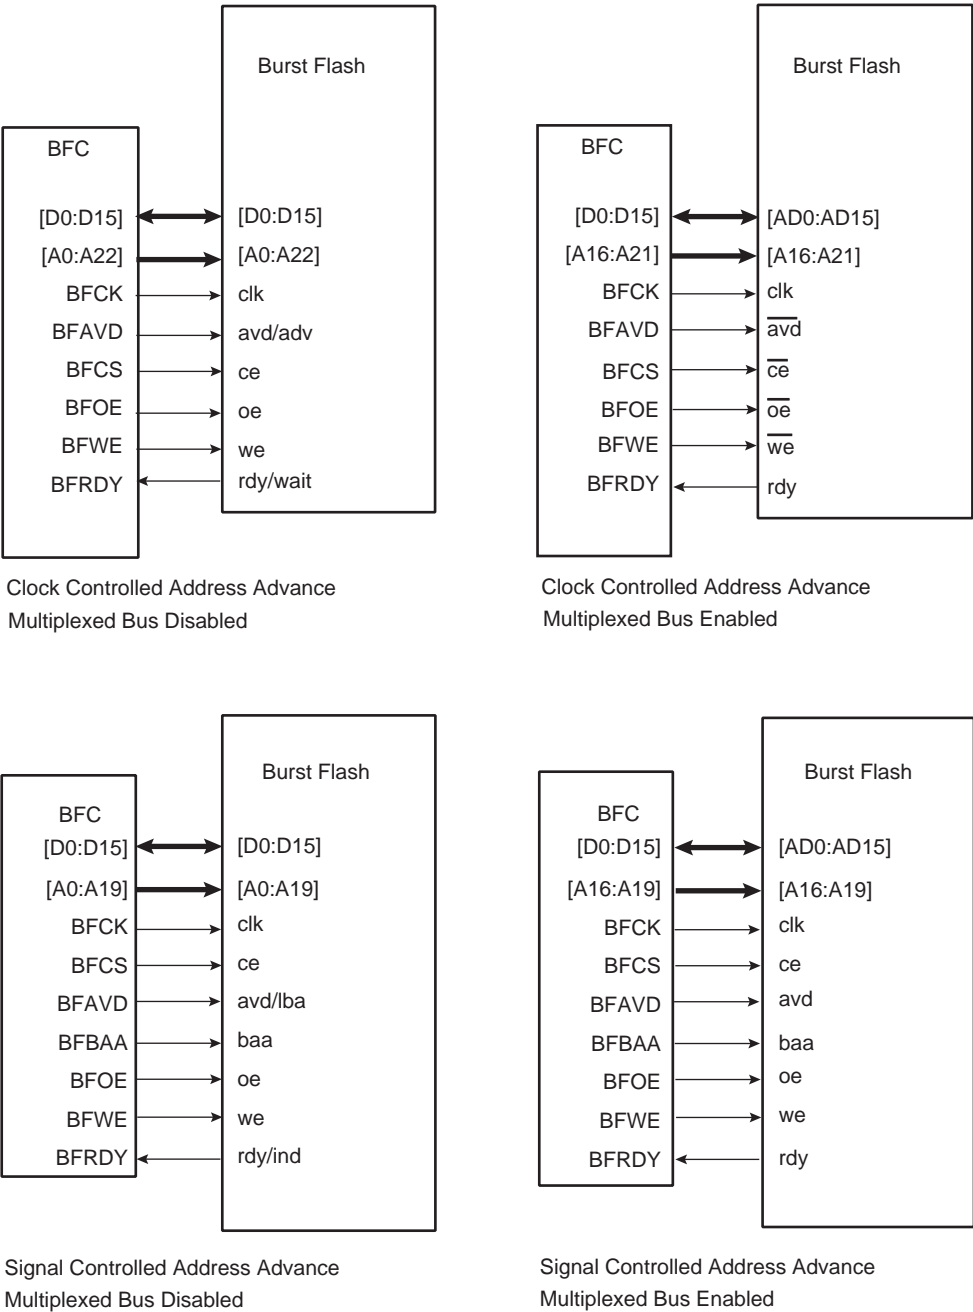 Burst Flash
BFC
[D0:D15] [D0:D15]
[A0:A22] [A0:A22]
BFCK clk
BFAVD avd/adv
BFCS ce
BFOE oe
BFWE we
BFRDY rdy/wait
Clock Controlled Address Advance
Multiplexed Bus Disabled
Burst Flash
BFC
[D0:D15] [AD0:AD15]
[A16:A21] [A16:A21]
BFCK clk
BFAVD avd
BFCS ce
BFOE oe
BFWE we
BFRDY rdy
Clock Controlled Address Advance
Multiplexed Bus Enabled
Burst Flash
BFC
[D0:D15] [D0:D15]
[A0:A19] [A0:A19]
BFCK clk
BFCS ce
BFAVD avd/lba
BFBAA baa
BFOE oe
BFWE we
BFRDY rdy/ind
Signal Controlled Address Advance
Multiplexed Bus Disabled
Burst Flash
BFC
[D0:D15] [AD0:AD15]
[A16:A19] [A16:A19]
BFCK clk
BFCS ce
BFAVD avd
BFBAA baa
BFOE oe
BFWE we
BFRDY rdy
Signal Controlled Address Advance
Multiplexed Bus Enabled